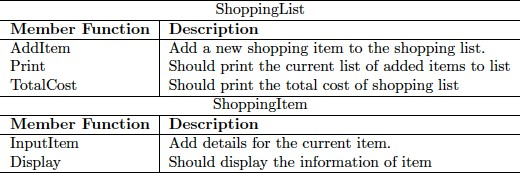 ShoppingList
Member Function Description
AddItem Add a new shopping item to the shopping list.
Print Should print the current list of added items to list
TotalCost Should print the total cost of shopping list
ShoppingItem
Member Function Description
InputItem Add details for the current item.
Display Should display the information of item